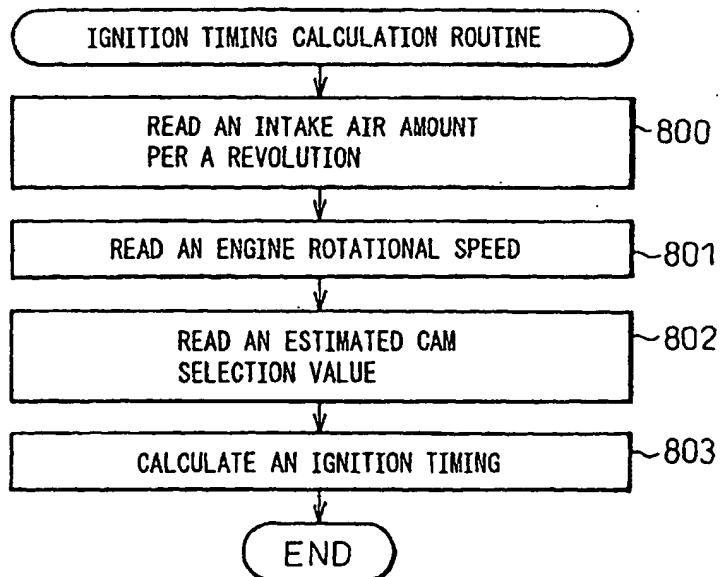 IGNITION TIMING CALCULATION ROUTINE
READ AN INTAKE AIR AMOUNT
PER A REVOLUTION
800
READ AN ENGINE ROTATIONAL SPEED
801
READ AN ESTIMATED CAM
SELECTION VALUE
802
CALCULATE AN IGNITION TIMING
803
END